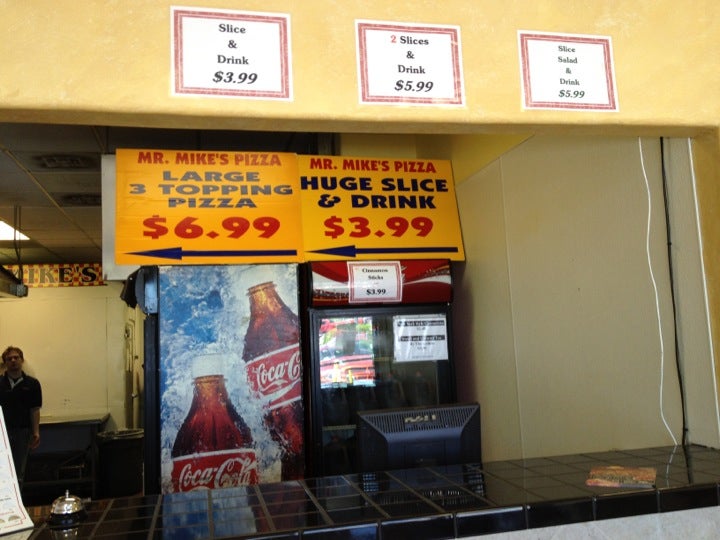 Slice
&
Drink
$3.99
2 Slices
&
Drink
$5.99
Slice
Salad
&
Drink
$5.99
MR. MIKE'S PIZZA
LARGE
3 TOPPING
PIZZA
$6.99
MR. MIKE'S PIZZA
HUGE SLICE
& DRINK
$3.99
IKE'S
Cinnamon
Sticks
$3.99
Coca-C
Coca-Cola
DELL